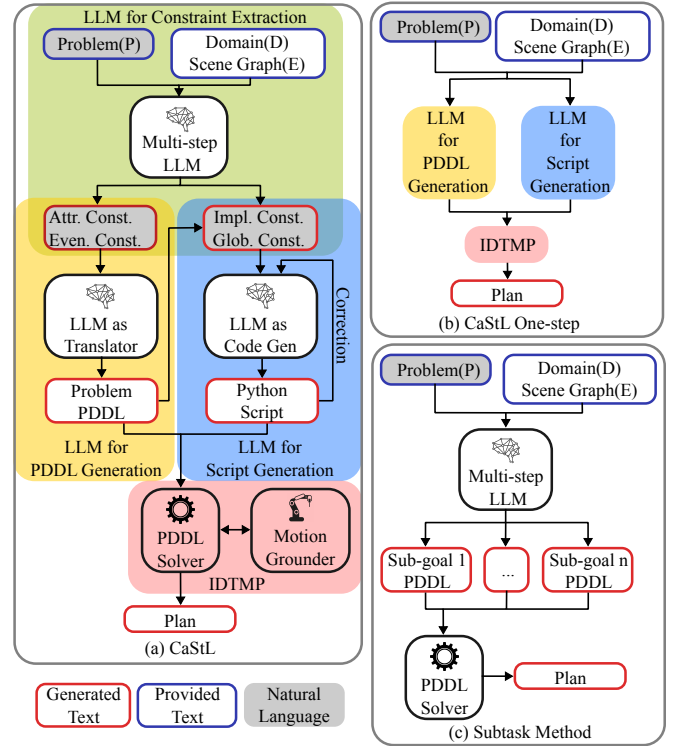 LLM for Constraint Extraction
Problem(P)
Domain(D)
Scene Graph(E)
Multi-step
LLM
Attr. Const.
Even. Const.
Impl. Const.
Glob. Const.
LLM as
Translator
LLM as
Code Gen
Correction
Problem
PDDL
Python
Script
LLM for
PDDL Generation
LLM for
Script Generation
PDDL
Solver
Motion
Grounder
IDTMP
Plan
(a) CaStL
Generated
Text
Provided
Text
Natural
Language
Problem(P)
Domain(D)
Scene Graph(E)
LLM
for
PDDL
Generation
LLM
for
Script
Generation
IDTMP
Plan
(b) CaStL One-step
Problem(P)
Domain(D)
Scene Graph(E)
Multi-step
LLM
Sub-goal 1
PDDL
...
Sub-goal n
PDDL
PDDL
Solver
Plan
(c) Subtask Method